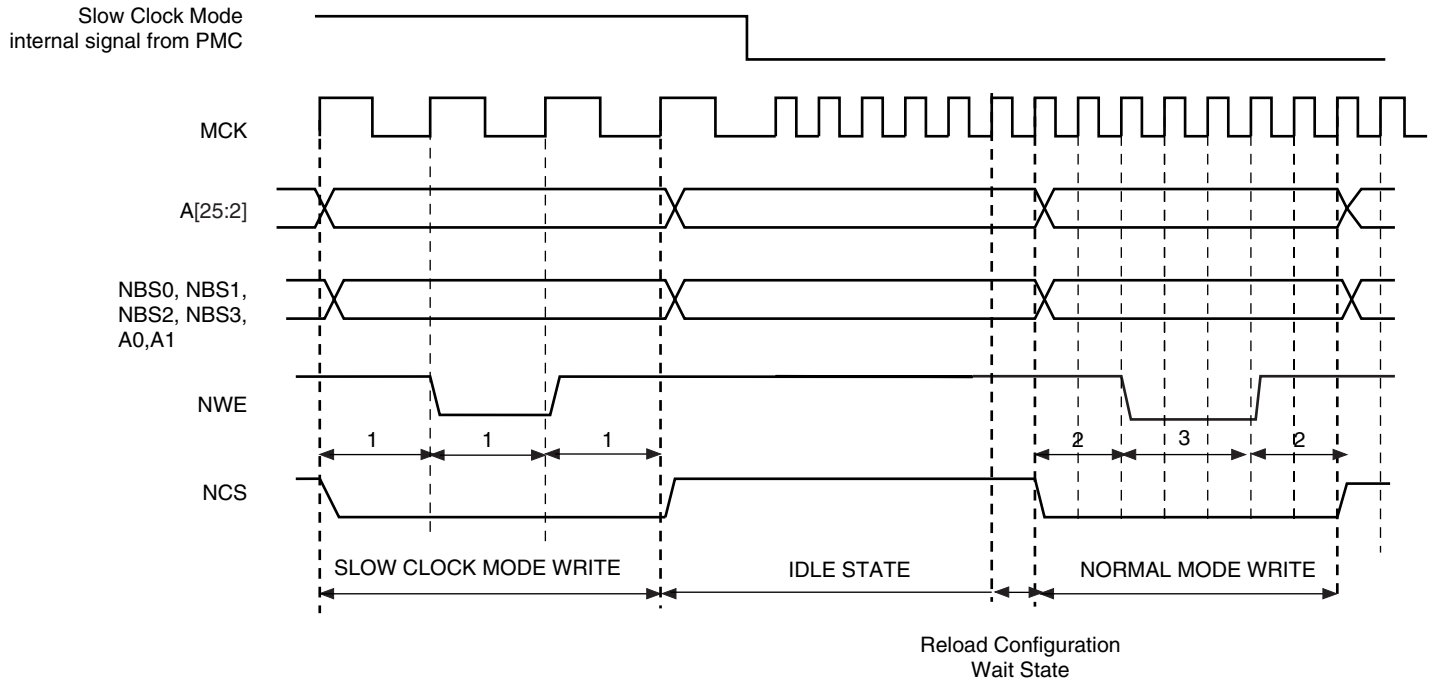 Slow Clock Mode
internal signal from PMC
MCK
A[25:2]
NBS0, NBS1,
NBS2, NBS3,
A0,A1
NWE
1 1 1 2 3 2
NCS
SLOW CLOCK MODE WRITE IDLE STATE NORMAL MODE WRITE
Reload Configuration
Wait State